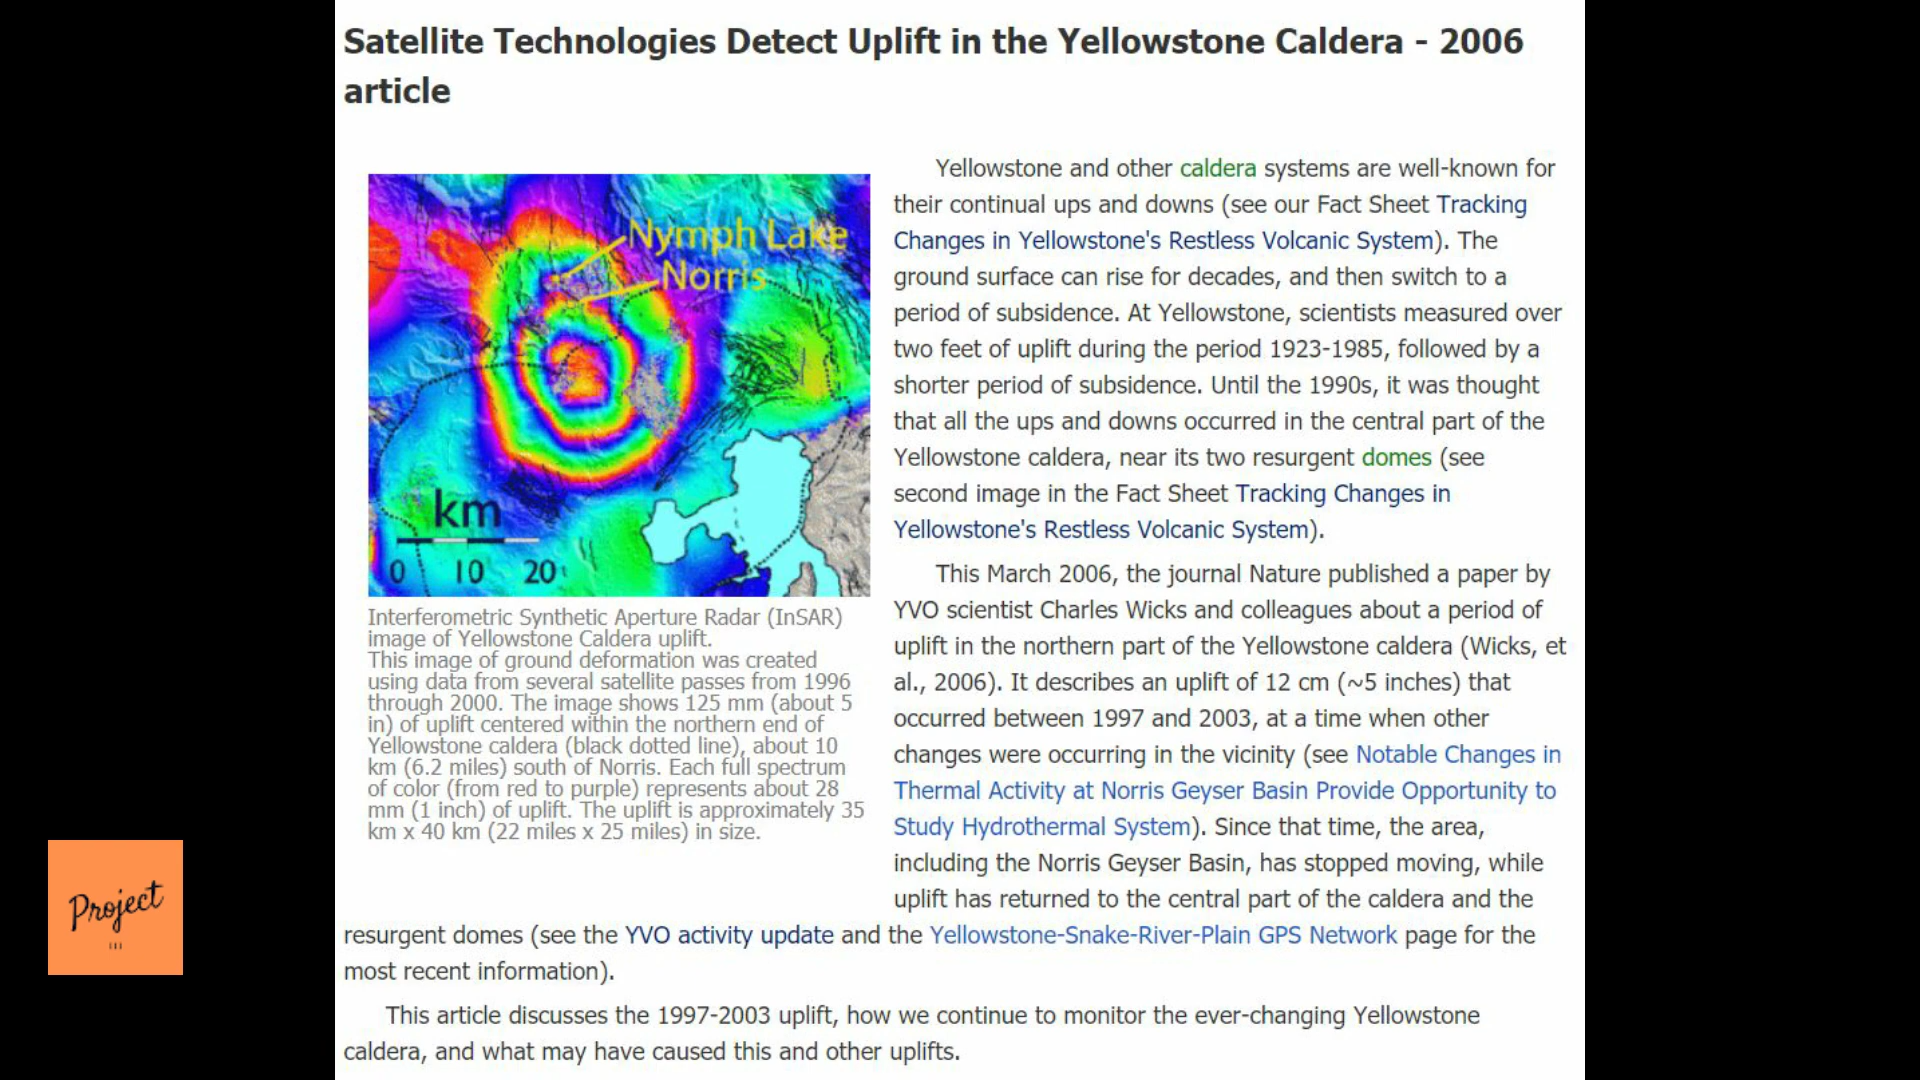 Satellite Technologies Detect Uplift in the Yellowstone Caldera - 2006
article
Nymph Lake
Norris
km
0 10 20
Interferometric Synthetic Aperture Radar (InSAR)
image of Yellowstone Caldera uplift.
This image of ground deformation was created
using data from several satellite passes from 1996
through 2000. The image shows 125 mm (about 5
in) of uplift centered within the northern end of
Yellowstone caldera (black dotted line), about 10
km (6.2 miles) south of Norris. Each full spectrum
of color (from red to purple) represents about 28
mm (1 inch) of uplift. The uplift is approximately 35
km x 40 km (22 miles x 25 miles) in size.
Yellowstone and other caldera systems are well-known for
their continual ups and downs (see our Fact Sheet Tracking
Changes in Yellowstone's Restless Volcanic System). The
ground surface can rise for decades, and then switch to a
period of subsidence. At Yellowstone, scientists measured over
two feet of uplift during the period 1923-1985, followed by a
shorter period of subsidence. Until the 1990s, it was thought
that all the ups and downs occurred in the central part of the
Yellowstone caldera, near its two resurgent domes (see
second image in the Fact Sheet Tracking Changes in
Yellowstone's Restless Volcanic System).
This March 2006, the journal Nature published a paper by
YVO scientist Charles Wicks and colleagues about a period of
uplift in the northern part of the Yellowstone caldera (Wicks, et
al., 2006). It describes an uplift of 12 cm (~5 inches) that
occurred between 1997 and 2003, at a time when other
changes were occurring in the vicinity (see Notable Changes in
Thermal Activity at Norris Geyser Basin Provide Opportunity to
Study Hydrothermal System). Since that time, the area,
including the Norris Geyser Basin, has stopped moving, while
uplift has returned to the central part of the caldera and the
resurgent domes (see the YVO activity update and the Yellowstone-Snake-River-Plain GPS Network page for the
most recent information).
This article discusses the 1997-2003 uplift, how we continue to monitor the ever-changing Yellowstone
caldera, and what may have caused this and other uplifts.
Project